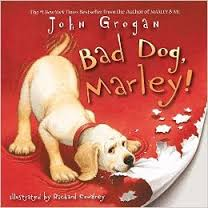 John Grogan
The #1 New York Times Bestseller from the Author of MARLEY & ME
Bad Dog,
Marley!
illustrated by Richard Cowdrey